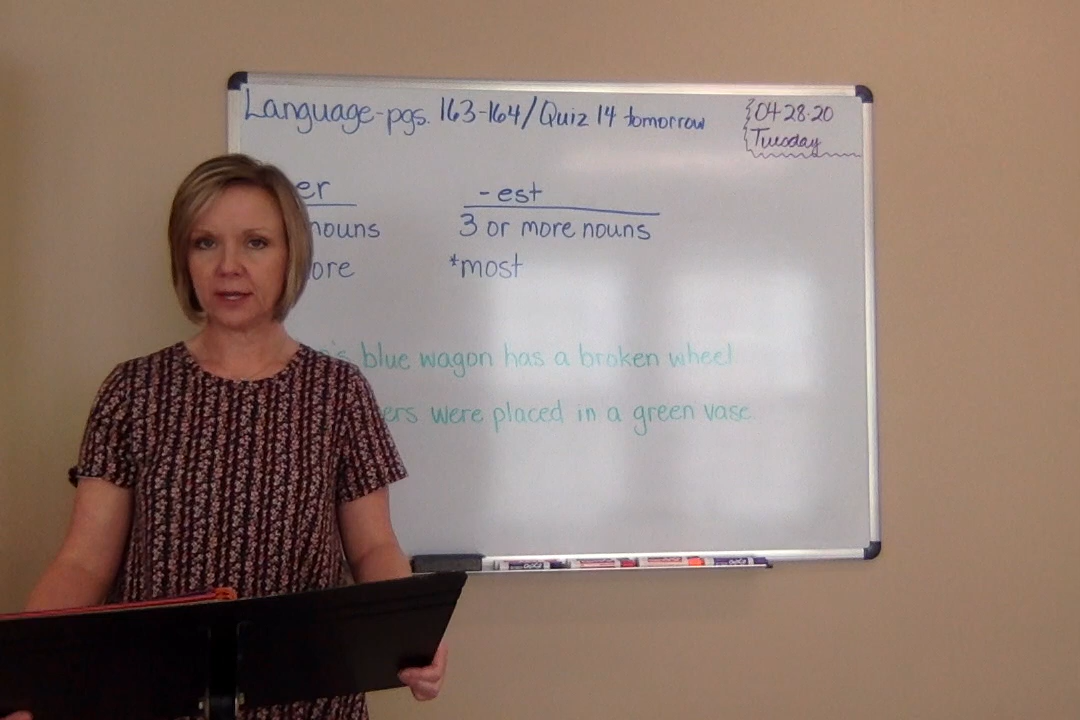 Language-pgs. 163-164/Quiz 14 tomorrow
04-28-20
Tuesday
er
-est
nouns
3 or more nouns
ore
*most
's blue wagon has a broken wheel
ers were placed in a green vase